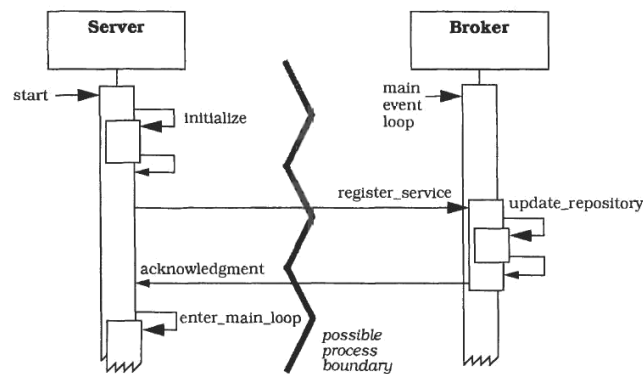 Server
Broker
start
main
event
loop
initialize
register_service
update_repository
acknowledgment
enter_main_loop
possible
process
boundary